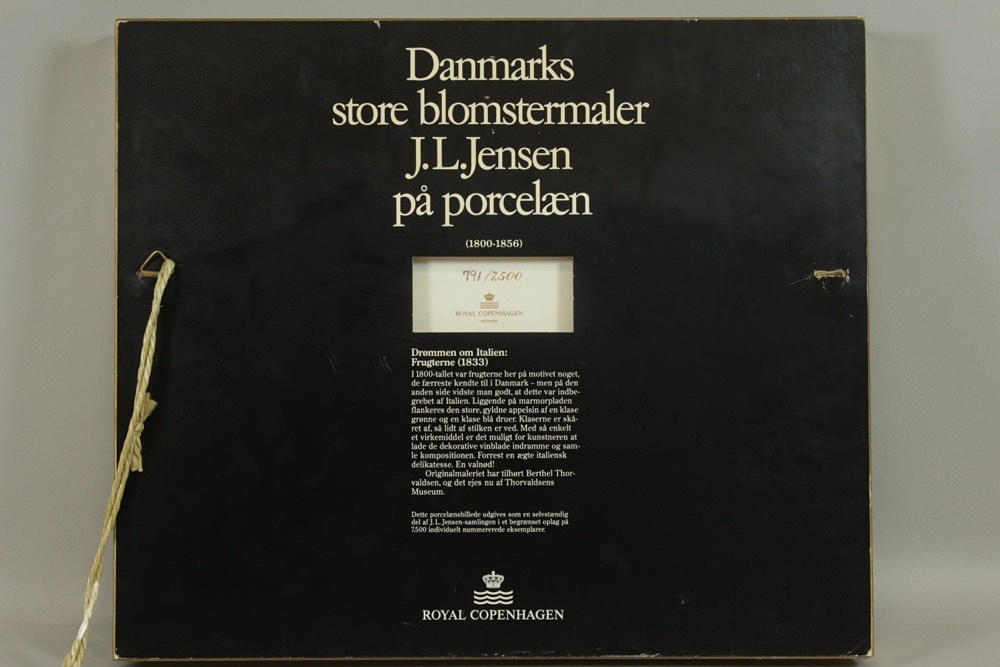 Danmarks
store blomstermaler
J.L.Jensen
på porcelæn
(1800-1856)
791/7.500
ROYAL COPENHAGEN
Drømmen om Italien:
Frugterne (1833)
I 1800-tallet var frugterne her på motivet noget,
de færreste kendte til i Danmark – men på den
anden side vidste man godt, at dette var indbe-
grebet af Italien. Liggende på marmorpladen
flankeres den store, gyldne appelsin af en klase
grønne og en klase blå druer. Klaserne er skå-
ret af, så lidt af stilken er ved. Med så enkelt
et virkemiddel er det muligt for kunstneren at
lade de dekorative vinblade indramme og sam-
le kompositionen. Forrest en ægte italiensk
delikatesse. En valnød!
Originalmaleriet har tilhørt Berthel Thor-
valdsen, og det ejes nu af Thorvaldsens
Museum.
Dette porcelænsbillede udgives som en selvstændig
del af J.L. Jensen-samlingen i et begrænset oplag på
7.500 individuelt nummererede eksemplarer.
ROYAL COPENHAGEN